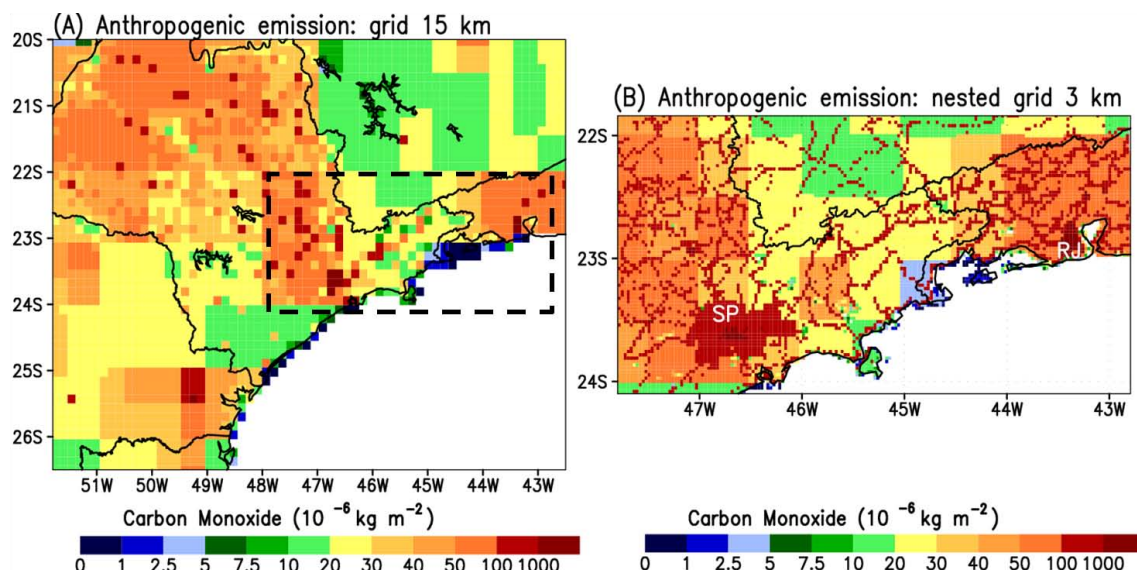 (A) Anthropogenic emission: grid 15 km
20S
21S
22S
23S
24S
25S
26S
51W 50W 49W 48W 47W 46W 45W 44W 43W
Carbon Monoxide (10 -6 kg m-2)
0 1 2.5 5 7.5 10 20 30 40 50 100 1000
(B) Anthropogenic emission: nested grid 3 km
22S
23S
24S
RJ
SP
47W 46W 45W 44W 43W
Carbon Monoxide (10 -6 kg m-2)
0 1 2.5 5 7.5 10 20 30 40 50 100 1000